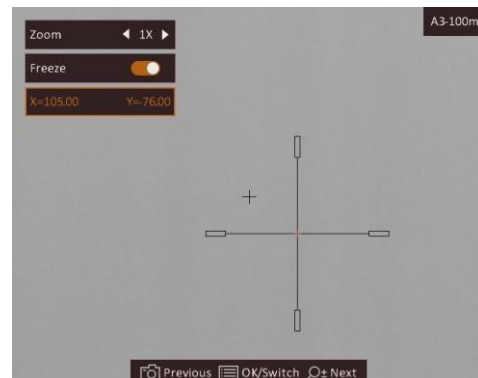 Zoom 1X
A3-100m
Freeze
X=105.00 Y=-76.00
Previous OK/Switch Next